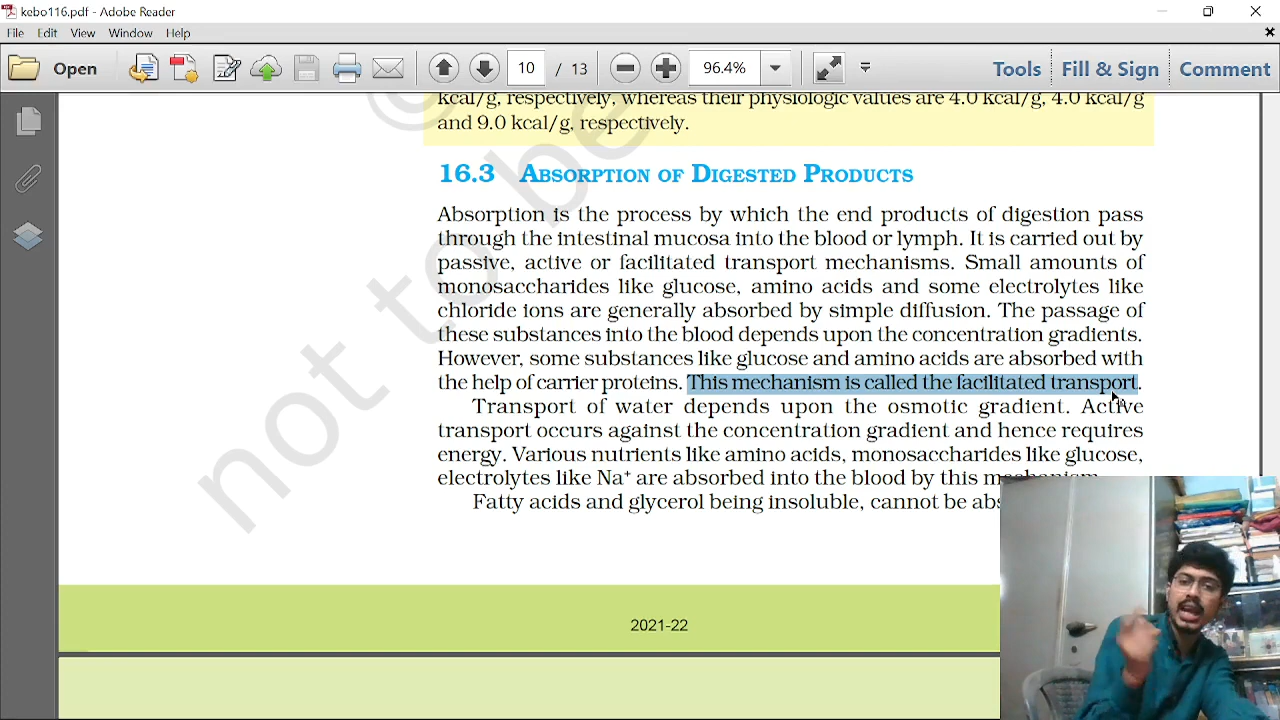 kebo116.pdf - Adobe Reader
File Edit View Window Help
Open 10 / 13 96.4% Tools Fill & Sign Comment
kcal/g, respectively, whereas their physiologic values are 4.0 kcal/g, 4.0 kcal/g
and 9.0 kcal/g, respectively.
16.3 Absorption of Digested Products
Absorption is the process by which the end products of digestion pass
through the intestinal mucosa into the blood or lymph. It is carried out by
passive, active or facilitated transport mechanisms. Small amounts of
monosaccharides like glucose, amino acids and some electrolytes like
chloride ions are generally absorbed by simple diffusion. The passage of
these substances into the blood depends upon the concentration gradients.
However, some substances like glucose and amino acids are absorbed with
the help of carrier proteins. This mechanism is called the facilitated transport.
Transport of water depends upon the osmotic gradient. Active
transport occurs against the concentration gradient and hence requires
energy. Various nutrients like amino acids, monosaccharides like glucose,
electrolytes like Na⁺ are absorbed into the blood by this mechanism.
Fatty acids and glycerol being insoluble, cannot be abs
not to be
©
2021-22